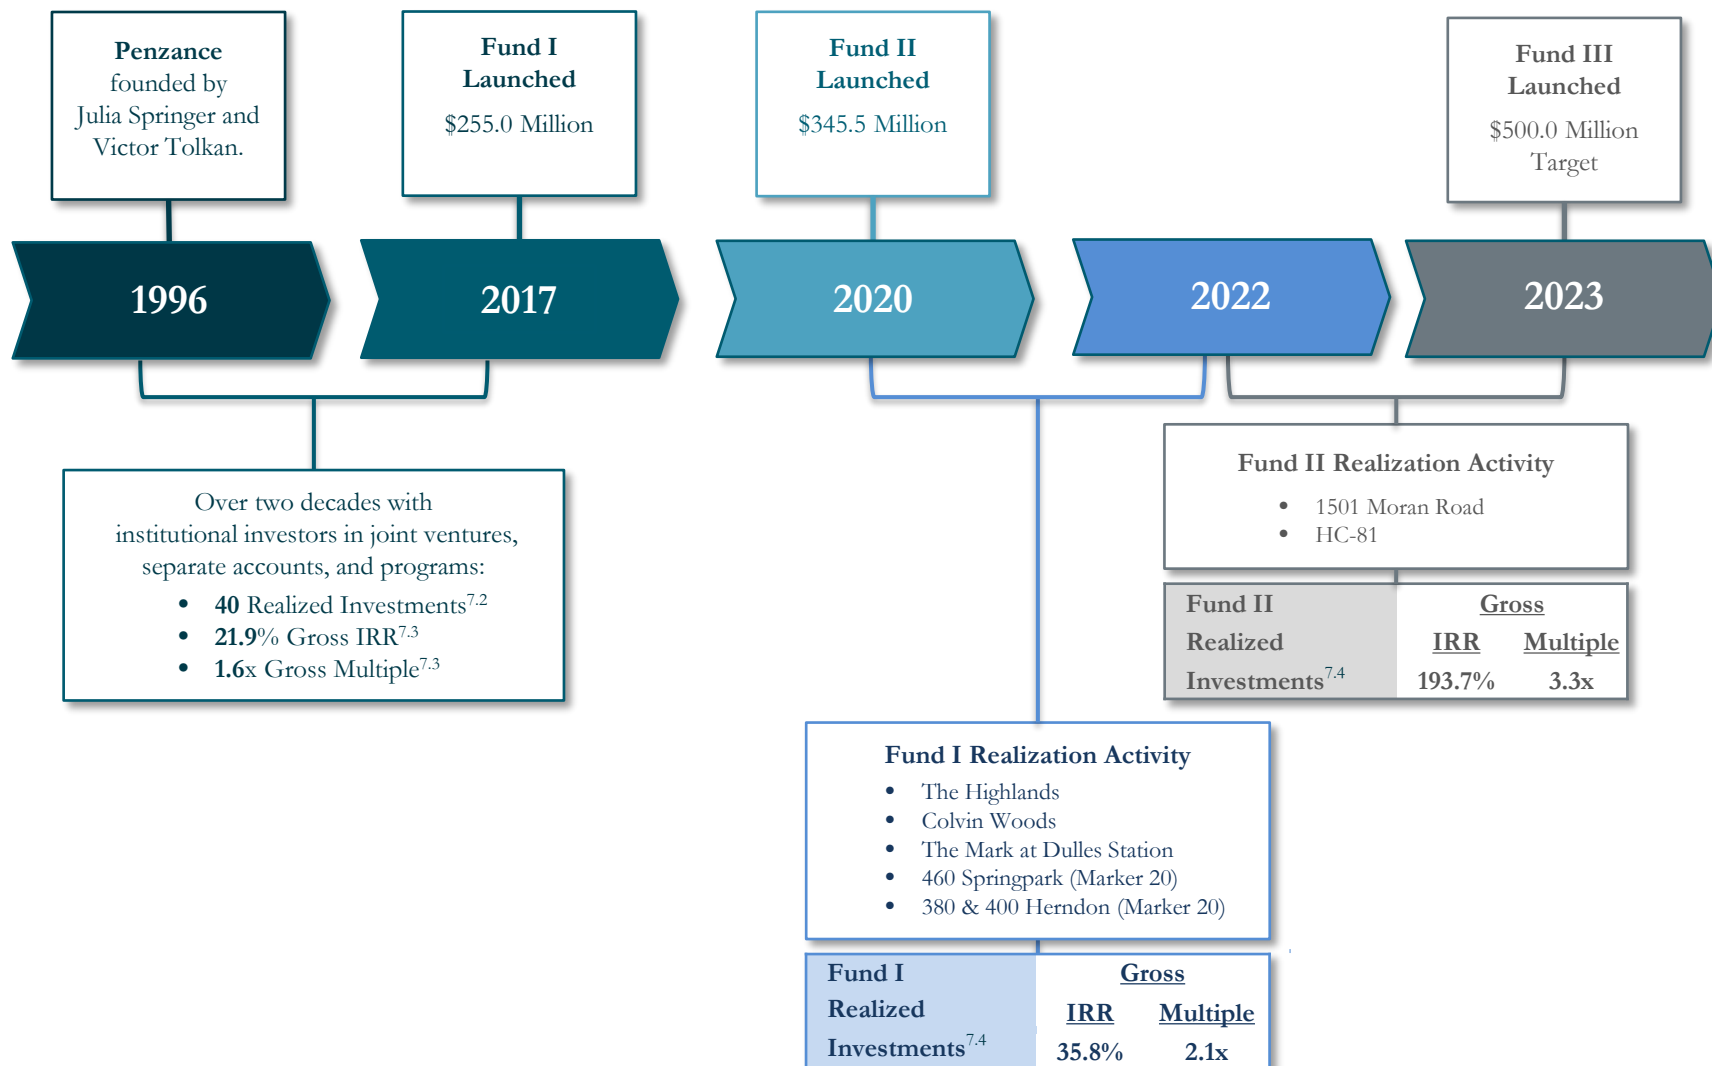 Penzance
founded by
Julia Springer and
Victor Tolkan.
Fund I
Launched
$255.0 Million
Fund II
Launched
$345.5 Million
Fund III
Launched
$500.0 Million
Target
1996
2017
2020
2022
2023
Over two decades with
institutional investors in joint ventures,
separate accounts, and programs:
• 40 Realized Investments7.2
• 21.9% Gross IRR7.3
• 1.6x Gross Multiple7.3
Fund II Realization Activity
• 1501 Moran Road
• HC-81
Fund II Gross
Realized IRR Multiple
Investments7.4 193.7% 3.3x
Fund I Realization Activity
• The Highlands
• Colvin Woods
• The Mark at Dulles Station
• 460 Springpark (Marker 20)
• 380 & 400 Herndon (Marker 20)
Fund I Gross
Realized IRR Multiple
Investments7.4 35.8% 2.1x